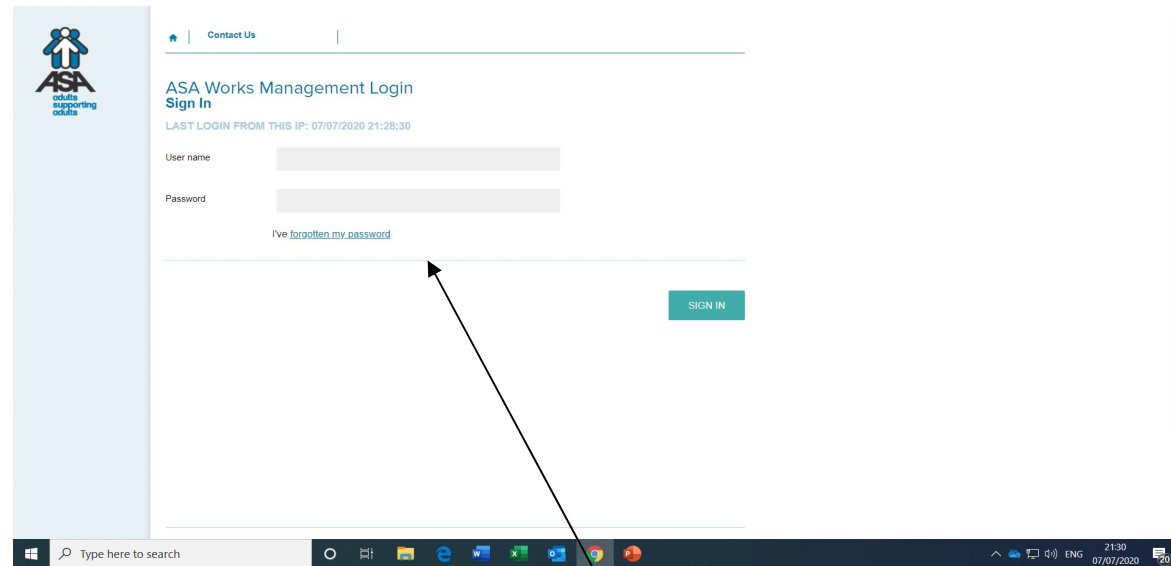 Contact Us
ASA
adults
supporting
adults
ASA Works Management Login
Sign In
LAST LOGIN FROM THIS IP: 07/07/2020 21:28:30
User name
Password
I've forgotten my password
SIGN IN
Type here to search
ENG
21:30
07/07/2020
20